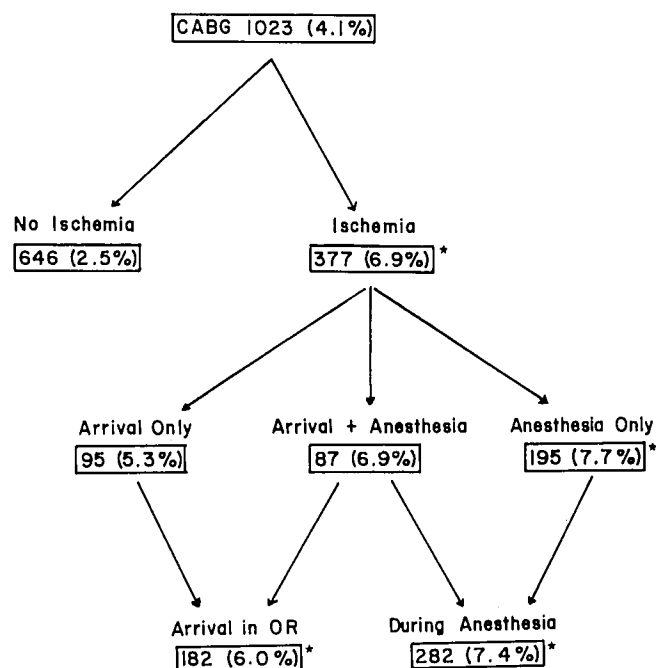 CABG 1023 (4.1%)
No Ischemia
646 (2.5%)
Ischemia
377 (6.9%) *
Arrival Only
95 (5.3%)
Arrival + Anesthesia
87 (6.9%)
Anesthesia Only
195 (7.7%) *
Arrival in OR
182 (6.0%) *
During Anesthesia
282 (7.4%) *